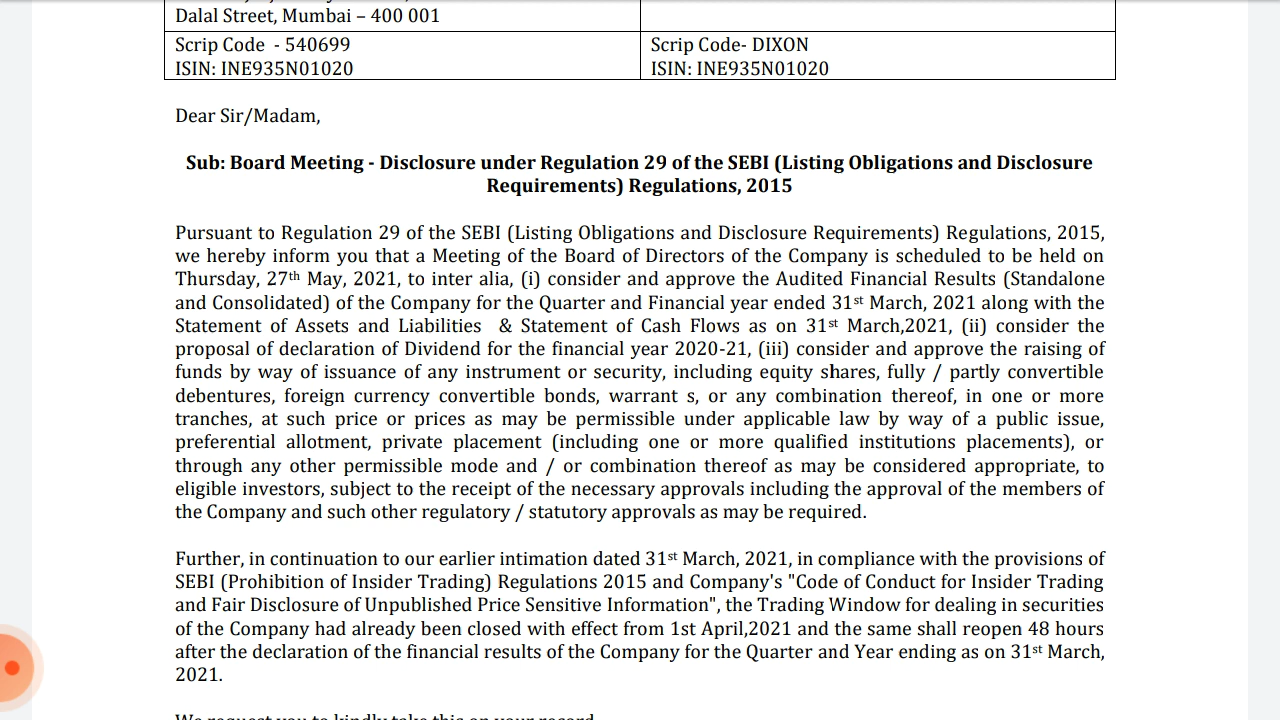 Dalal Street, Mumbai – 400 001
Scrip Code - 540699
ISIN: INE935N01020
Scrip Code- DIXON
ISIN: INE935N01020
Dear Sir/Madam,
Sub: Board Meeting - Disclosure under Regulation 29 of the SEBI (Listing Obligations and Disclosure
Requirements) Regulations, 2015
Pursuant to Regulation 29 of the SEBI (Listing Obligations and Disclosure Requirements) Regulations, 2015,
we hereby inform you that a Meeting of the Board of Directors of the Company is scheduled to be held on
Thursday, 27th May, 2021, to inter alia, (i) consider and approve the Audited Financial Results (Standalone
and Consolidated) of the Company for the Quarter and Financial year ended 31st March, 2021 along with the
Statement of Assets and Liabilities & Statement of Cash Flows as on 31st March,2021, (ii) consider the
proposal of declaration of Dividend for the financial year 2020-21, (iii) consider and approve the raising of
funds by way of issuance of any instrument or security, including equity shares, fully / partly convertible
debentures, foreign currency convertible bonds, warrant s, or any combination thereof, in one or more
tranches, at such price or prices as may be permissible under applicable law by way of a public issue,
preferential allotment, private placement (including one or more qualified institutions placements), or
through any other permissible mode and / or combination thereof as may be considered appropriate, to
eligible investors, subject to the receipt of the necessary approvals including the approval of the members of
the Company and such other regulatory / statutory approvals as may be required.
Further, in continuation to our earlier intimation dated 31st March, 2021, in compliance with the provisions of
SEBI (Prohibition of Insider Trading) Regulations 2015 and Company's "Code of Conduct for Insider Trading
and Fair Disclosure of Unpublished Price Sensitive Information", the Trading Window for dealing in securities
of the Company had already been closed with effect from 1st April,2021 and the same shall reopen 48 hours
after the declaration of the financial results of the Company for the Quarter and Year ending as on 31st March,
2021.
We request you to kindly take this on your record